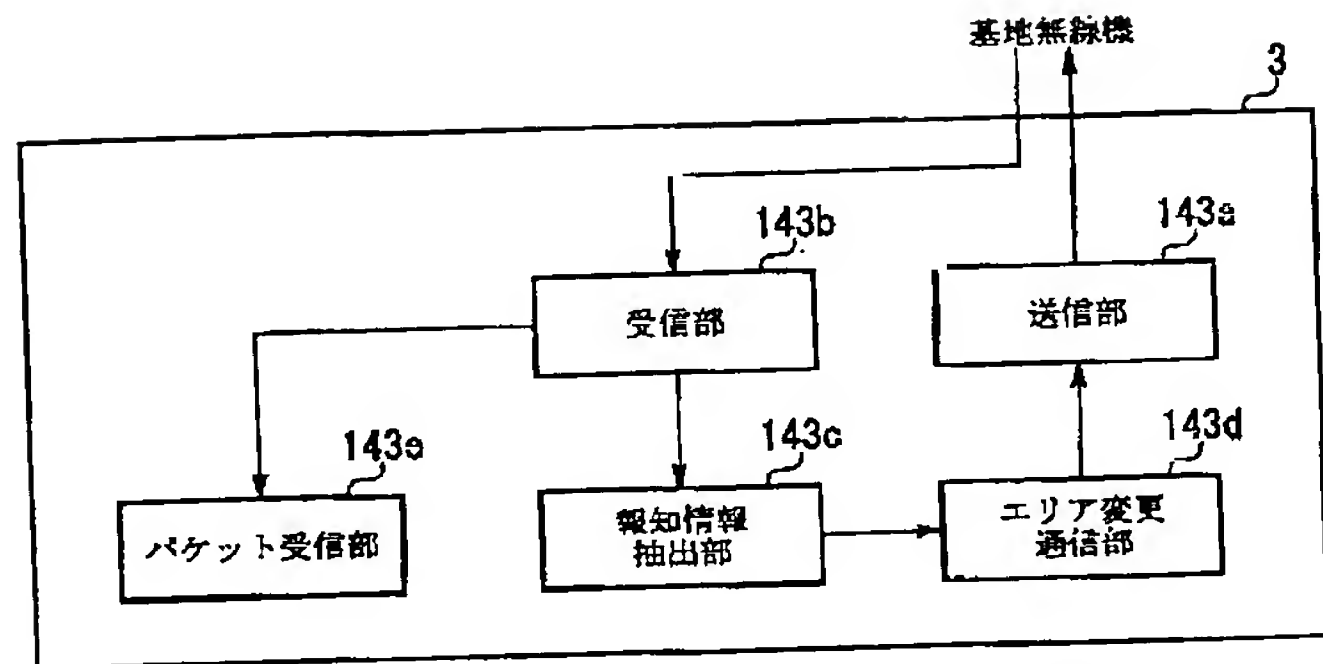 基地無線機
3
143b
143a
受信部
送信部
143e
143c
143d
パケット受信部
報知情報
抽出部
エリア変更
通信部